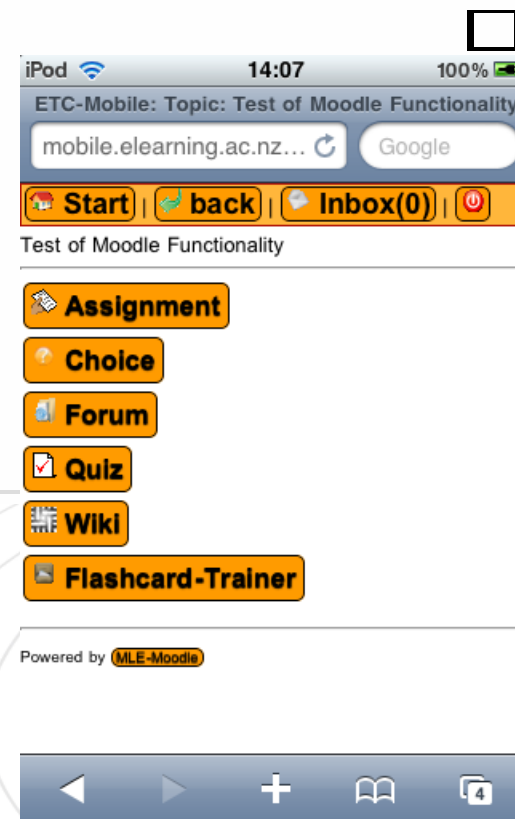 iPod 14:07 100%
ETC-Mobile: Topic: Test of Moodle Functionality
mobile.elearning.ac.nz... Google
Start | back | Inbox(0) |
Test of Moodle Functionality
Assignment
Choice
Forum
Quiz
Wiki
Flashcard-Trainer
Powered by MLE-Moodle
4